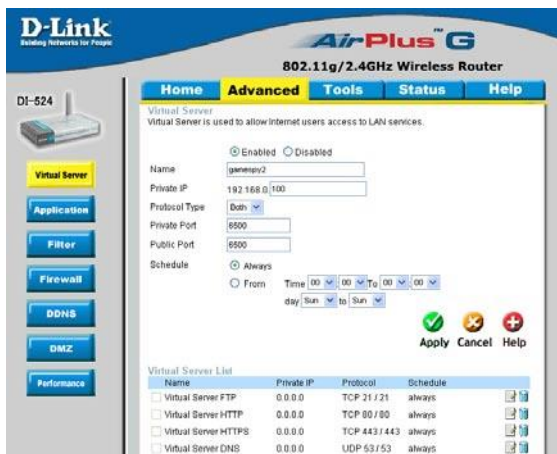 D-Link
Building Networks for People
AirPlus™ G
802.11g/2.4GHz Wireless Router
DI-524
Home Advanced Tools Status Help
Virtual Server
Application
Filter
Firewall
DDNS
DMZ
Performance
Virtual Server
Virtual Server is used to allow Internet users access to LAN services.
Enabled Disabled
Name gamespy2
Private IP 192.168.0.100
Protocol Type Both
Private Port 6500
Public Port 6500
Schedule Always
From Time 00 : 00 To 00 : 00
day Sun to Sun
Apply Cancel Help
Virtual Server List
Name Private IP Protocol Schedule
Virtual Server FTP 0.0.0.0 TCP 21 / 21 always
Virtual Server HTTP 0.0.0.0 TCP 80 / 80 always
Virtual Server HTTPS 0.0.0.0 TCP 443 / 443 always
Virtual Server DNS 0.0.0.0 UDP 53 / 53 always